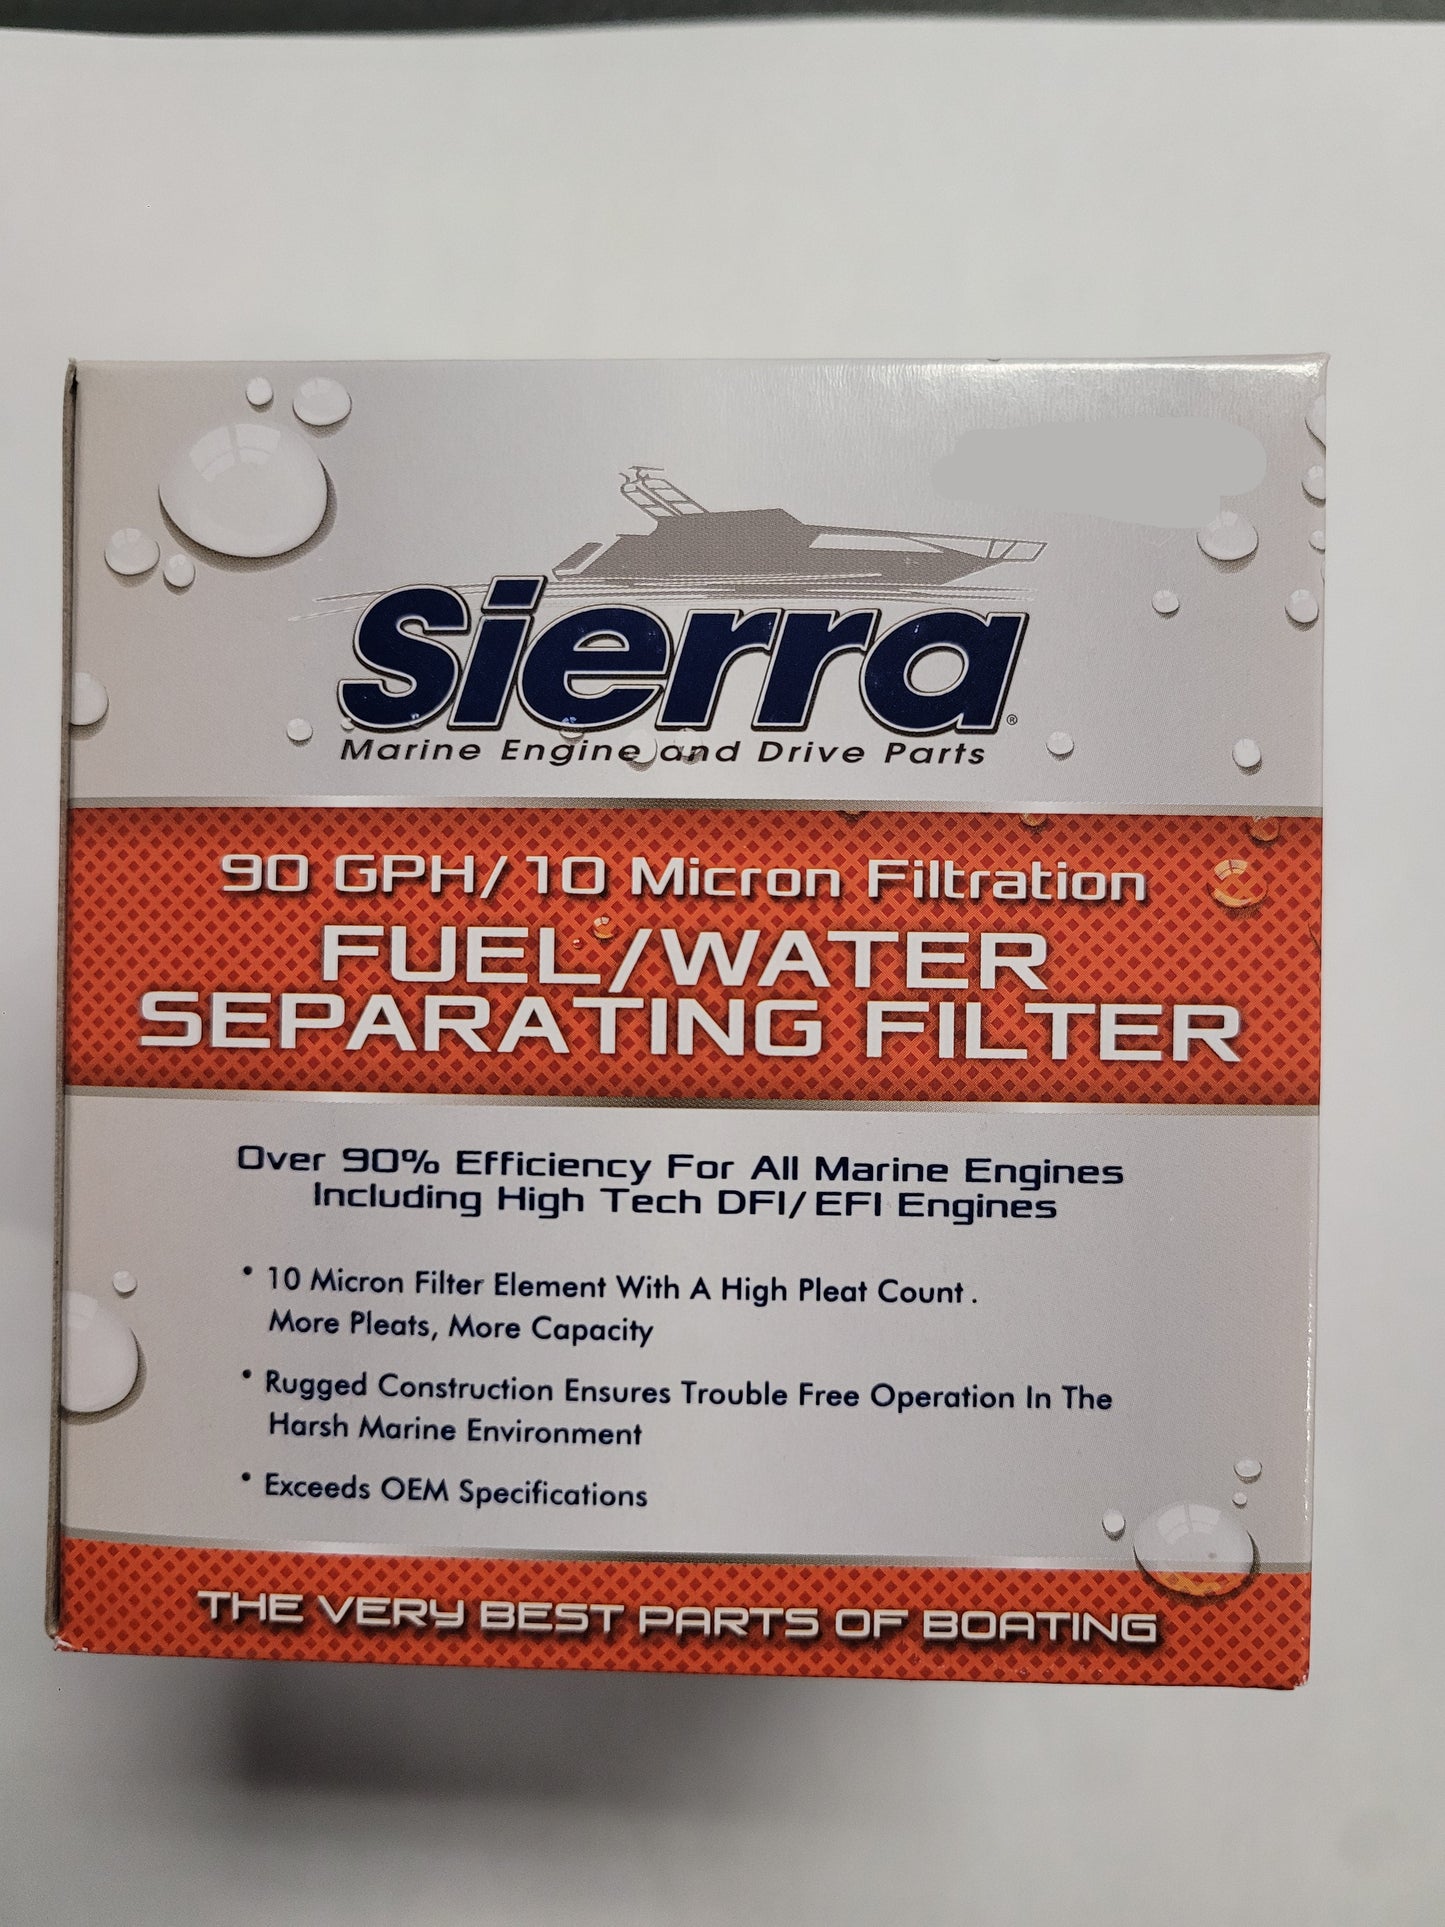 Sierra®
Marine Engine and Drive Parts
90 GPH/10 Micron Filtration
FUEL/WATER
SEPARATING FILTER
Over 90% Efficiency For All Marine Engines
Including High Tech DFI/EFI Engines
• 10 Micron Filter Element With A High Pleat Count .
More Pleats, More Capacity
• Rugged Construction Ensures Trouble Free Operation In The
Harsh Marine Environment
• Exceeds OEM Specifications
THE VERY BEST PARTS OF BOATING